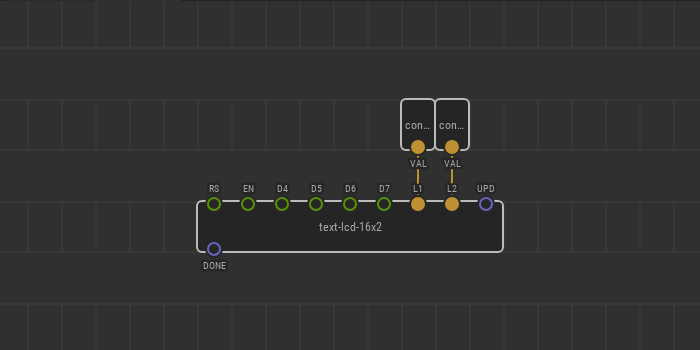 con... con...
VAL VAL
RS EN D4 D5 D6 D7 L1 L2 UPD
text-lcd-16x2
DONE